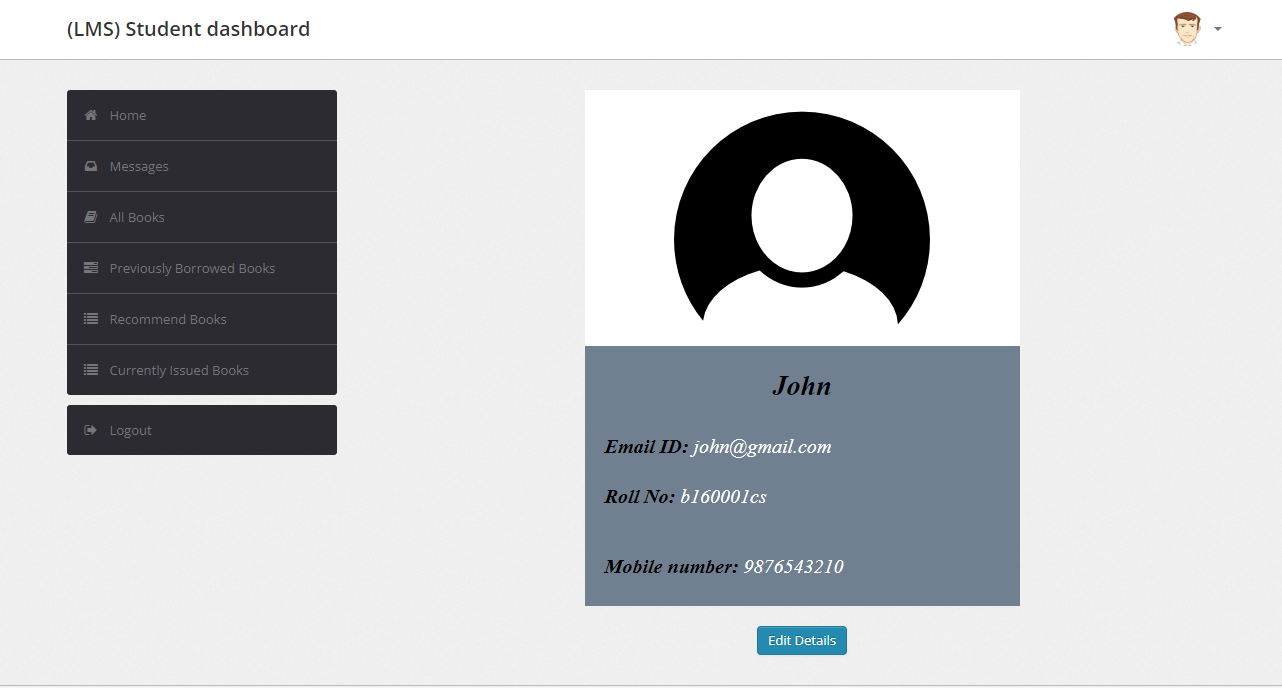 (LMS) Student dashboard
Home
Messages
All Books
Previously Borrowed Books
Recommend Books
Currently Issued Books
Logout
John
Email ID: john@gmail.com
Roll No: b160001cs
Mobile number: 9876543210
Edit Details